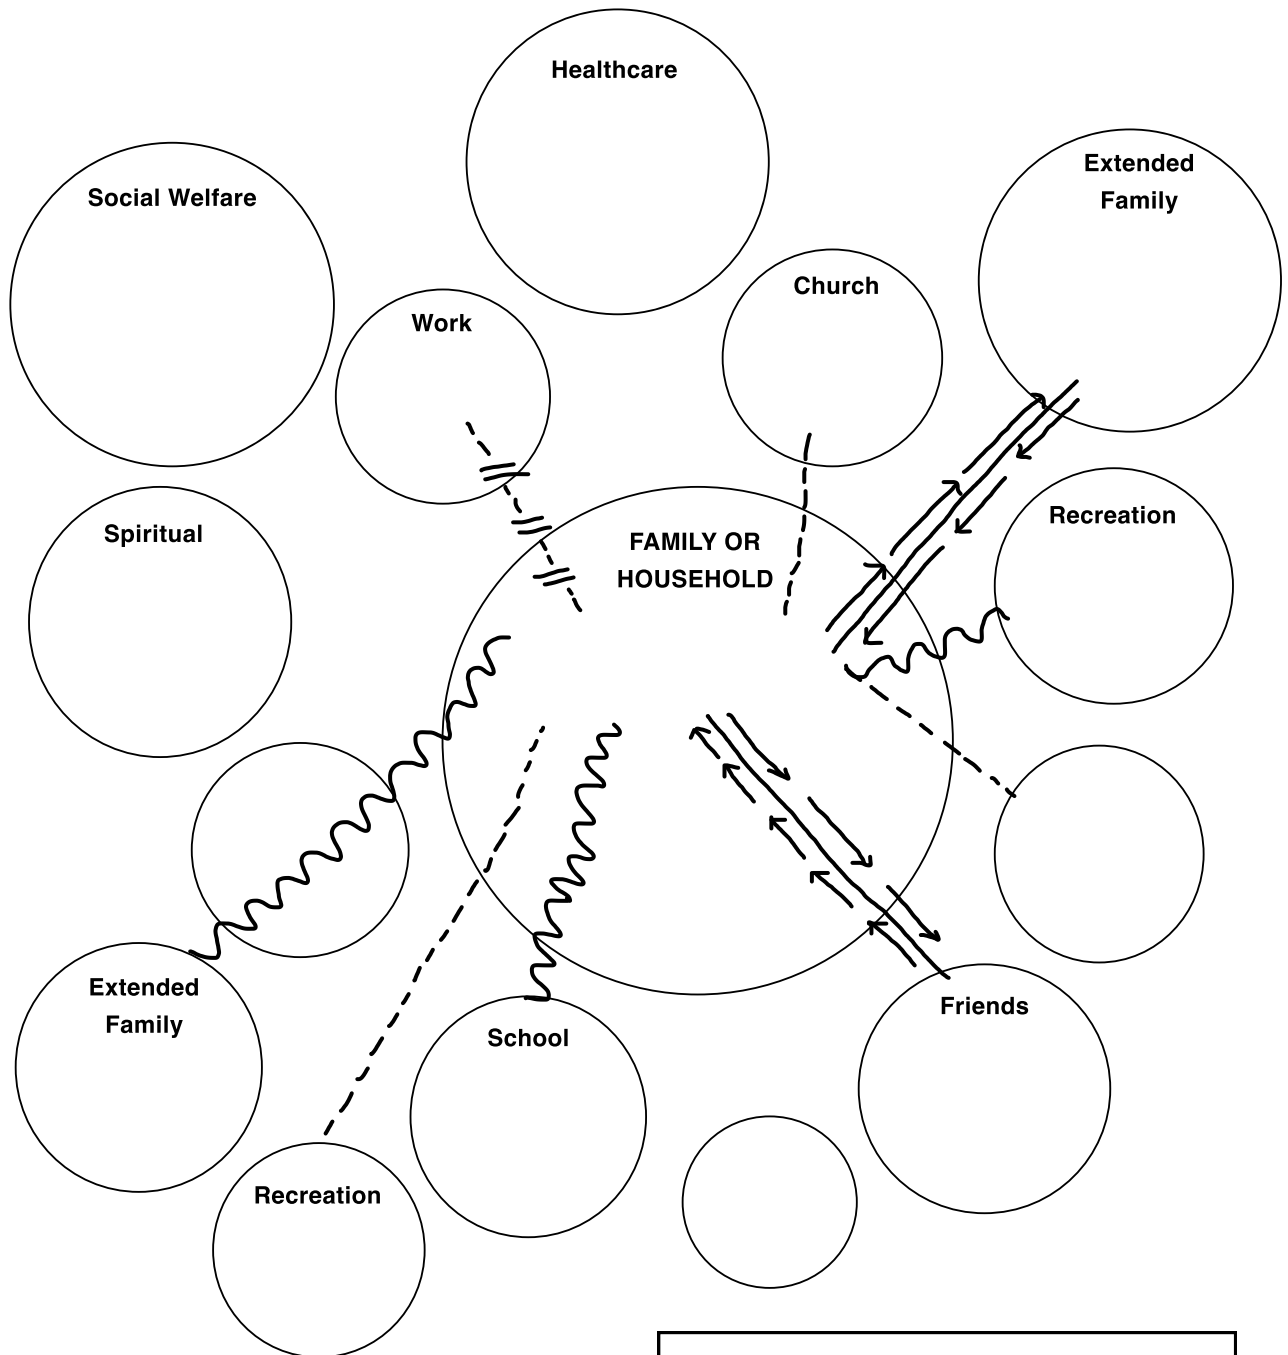 Healthcare
Extended
Family
Social Welfare
Church
Work
Recreation
Spiritual
FAMILY OR
HOUSEHOLD
Extended
Family
Friends
School
Recreation